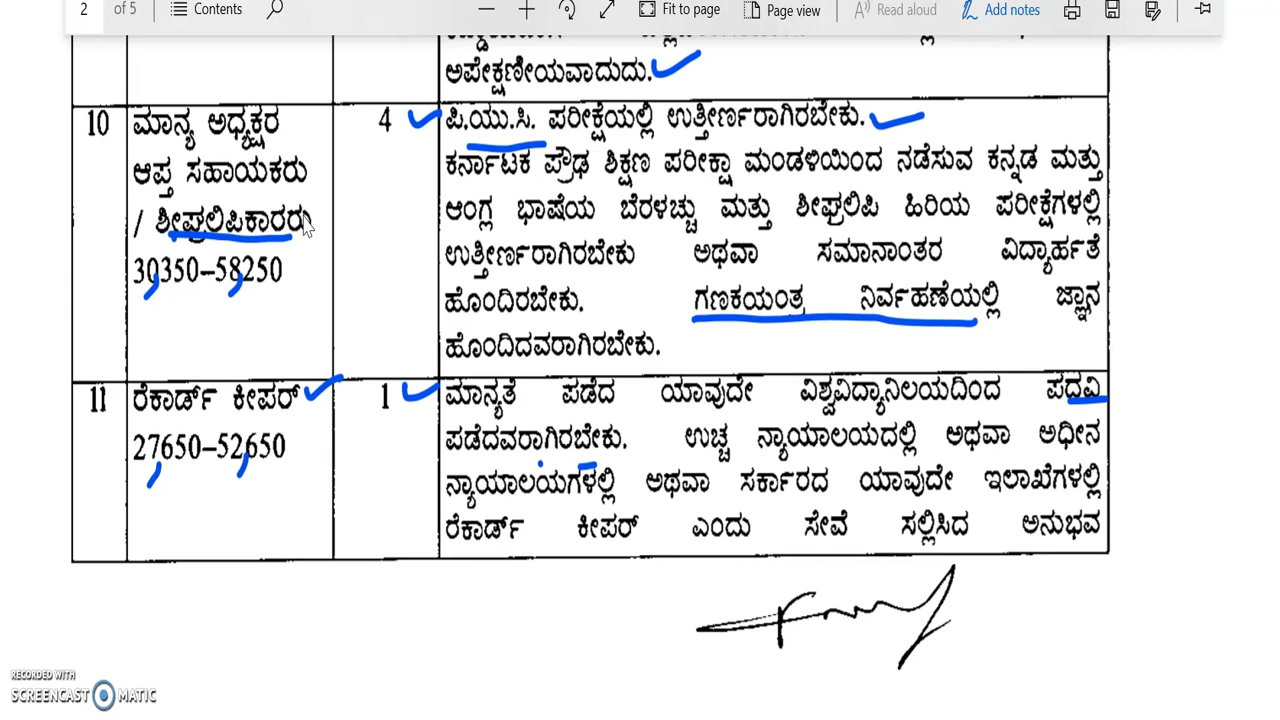 2 of 5 Contents Fit to page Page view Read aloud Add notes
ಅಪೇಕ್ಷಣೀಯವಾದುದು.
10 ಮಾನ್ಯ ಅಧ್ಯಕ್ಷರ 4 ಪಿ.ಯು.ಸಿ. ಪರೀಕ್ಷೆಯಲ್ಲಿ ಉತ್ತೀರ್ಣರಾಗಿರಬೇಕು.
ಆಪ್ತ ಸಹಾಯಕರು ಕರ್ನಾಟಕ ಪ್ರೌಢ ಶಿಕ್ಷಣ ಪರೀಕ್ಷಾ ಮಂಡಳಿಯಿಂದ ನಡೆಸುವ ಕನ್ನಡ ಮತ್ತು
/ ಶೀಘ್ರಲಿಪಿಕಾರರು ಆಂಗ್ಲ ಭಾಷೆಯ ಬೆರಳಚ್ಚು ಮತ್ತು ಶೀಘ್ರಲಿಪಿ ಹಿರಿಯ ಪರೀಕ್ಷೆಗಳಲ್ಲಿ
30350–58250 ಉತ್ತೀರ್ಣರಾಗಿರಬೇಕು ಅಥವಾ ಸಮಾನಾಂತರ ವಿದ್ಯಾರ್ಹತೆ
ಹೊಂದಿರಬೇಕು. ಗಣಕಯಂತ್ರ ನಿರ್ವಹಣೆಯಲ್ಲಿ ಜ್ಞಾನ
ಹೊಂದಿದವರಾಗಿರಬೇಕು.
11 ರೆಕಾರ್ಡ್ ಕೀಪರ್ 1 ಮಾನ್ಯತೆ ಪಡೆದ ಯಾವುದೇ ವಿಶ್ವವಿದ್ಯಾನಿಲಯದಿಂದ ಪದವಿ
27650–52650 ಪಡೆದವರಾಗಿರಬೇಕು. ಉಚ್ಚ ನ್ಯಾಯಾಲಯದಲ್ಲಿ ಅಥವಾ ಅಧೀನ
ನ್ಯಾಯಾಲಯಗಳಲ್ಲಿ ಅಥವಾ ಸರ್ಕಾರದ ಯಾವುದೇ ಇಲಾಖೆಗಳಲ್ಲಿ
ರೆಕಾರ್ಡ್ ಕೀಪರ್ ಎಂದು ಸೇವೆ ಸಲ್ಲಿಸಿದ ಅನುಭವ
RECORDED WITH
SCREENCAST MATIC